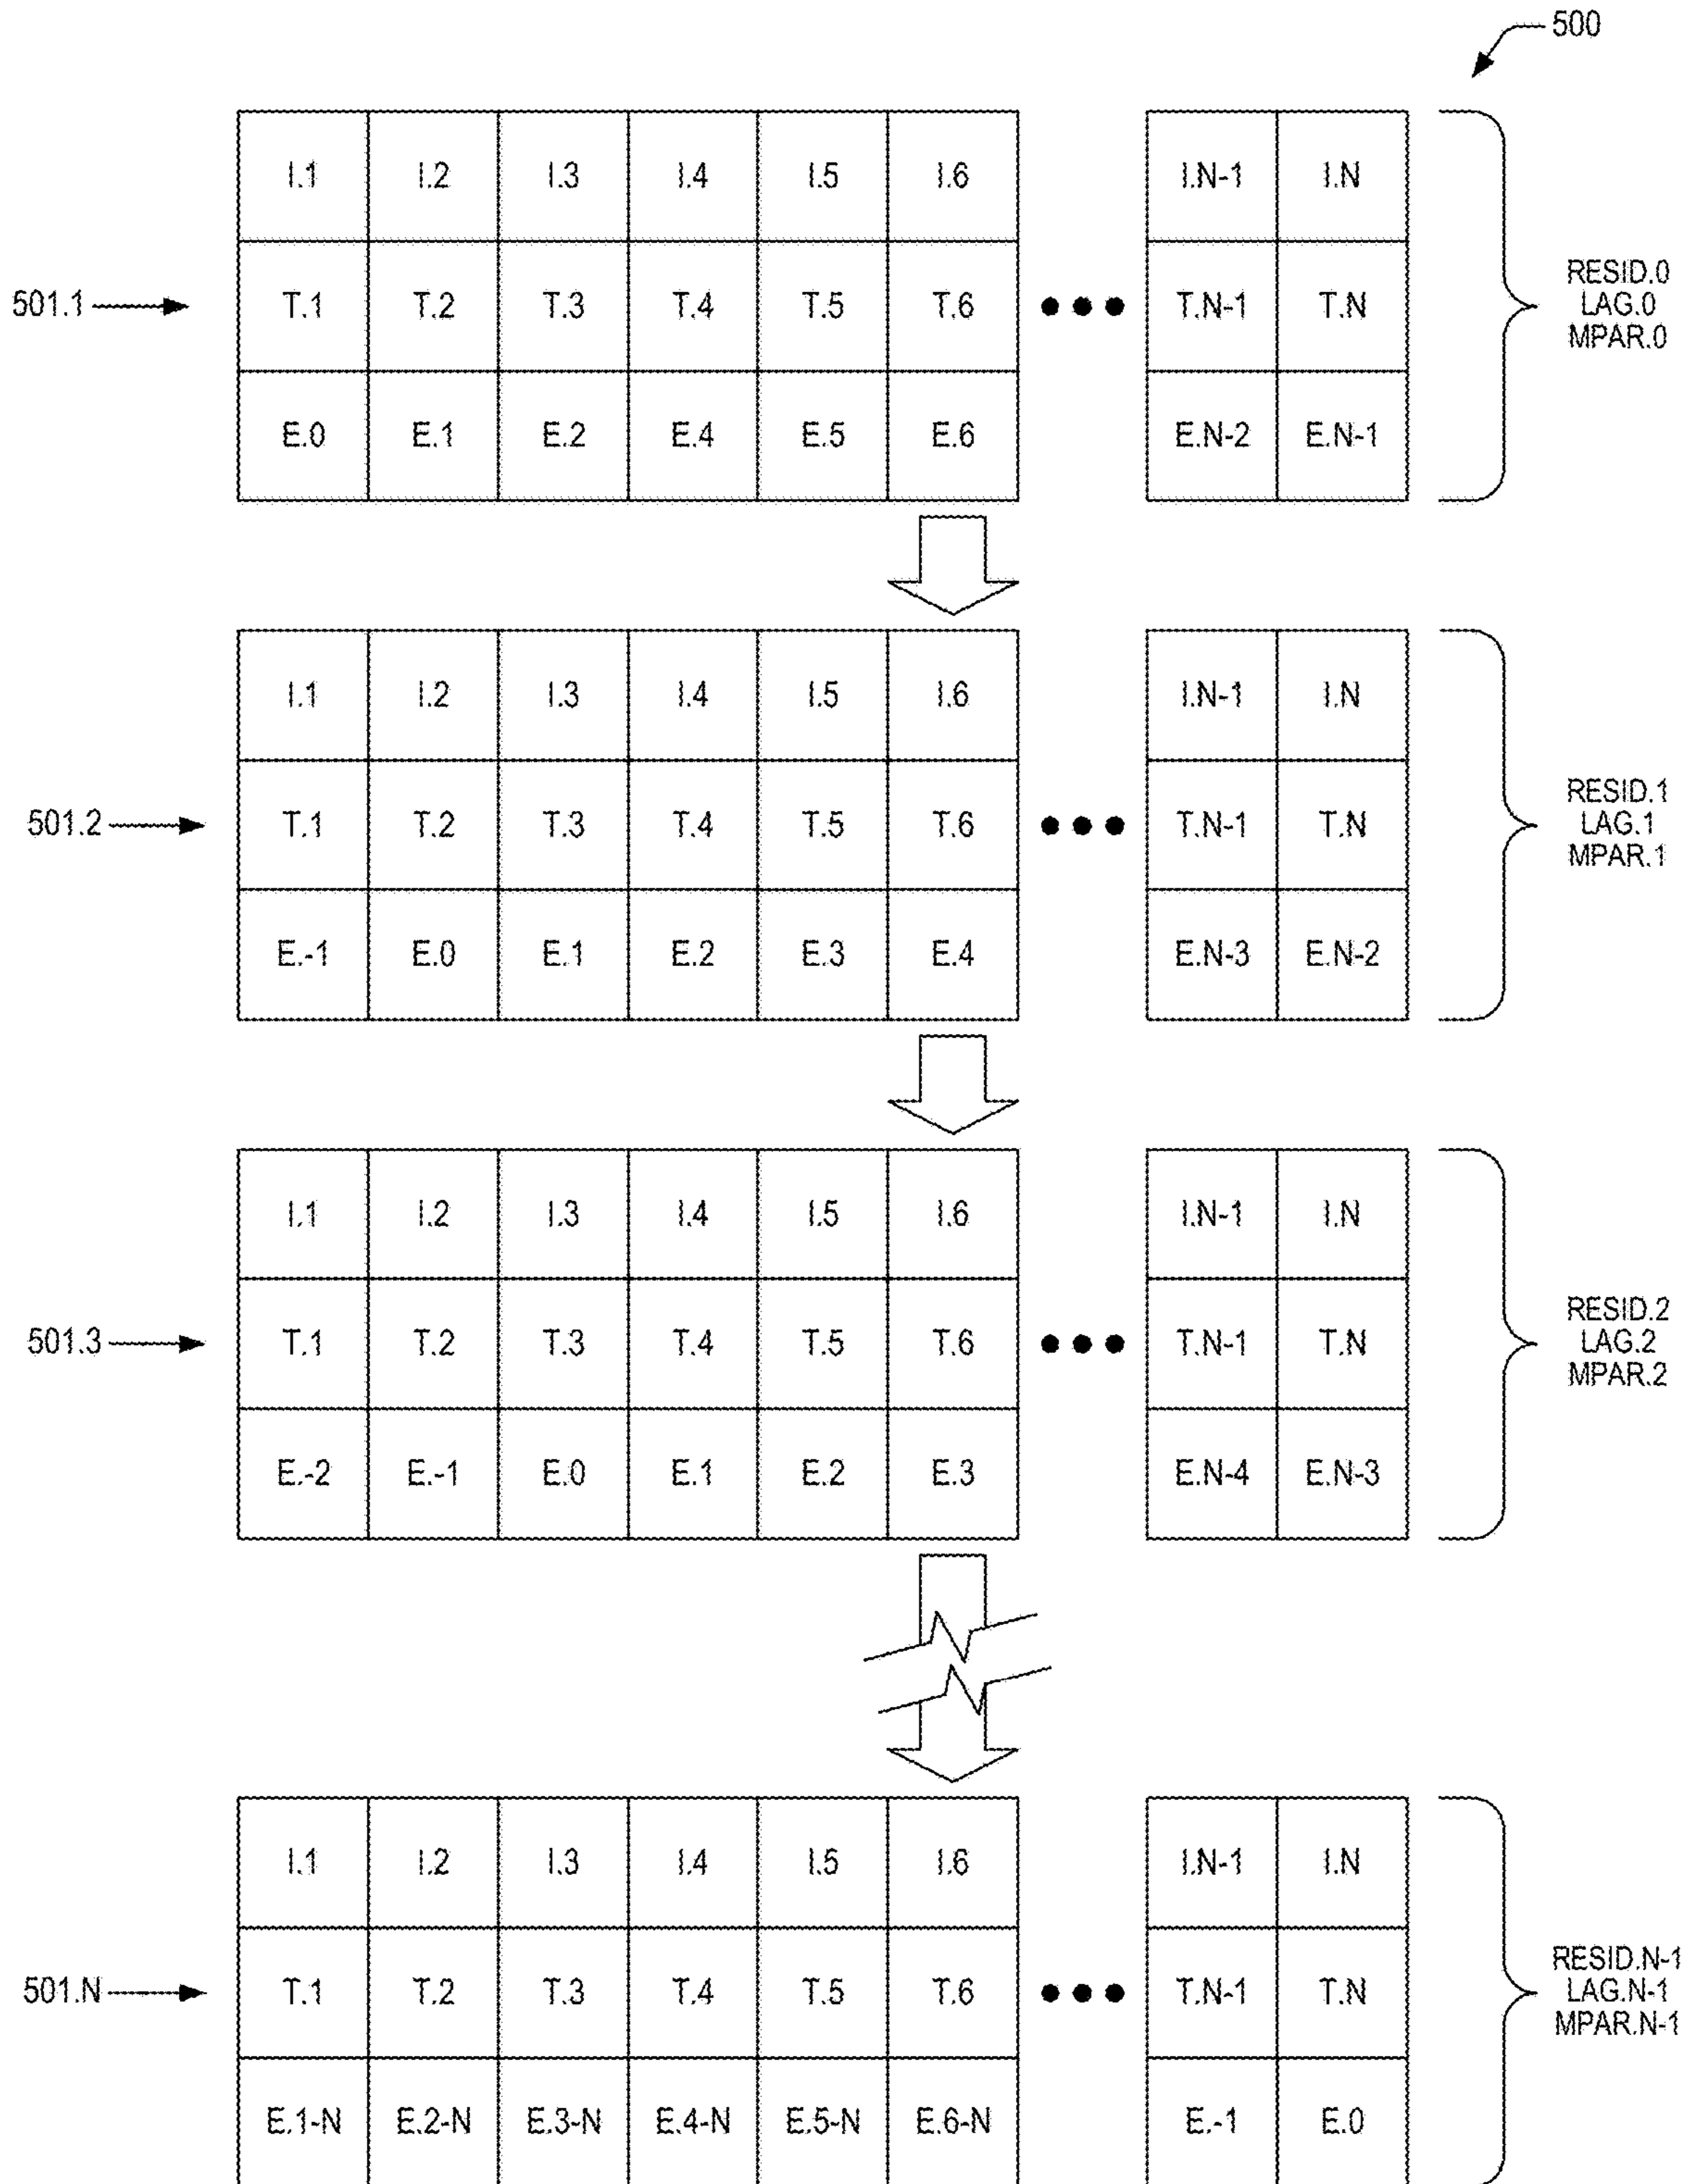 500
I.1 I.2 I.3 I.4 I.5 I.6 I.N-1 I.N
501.1 T.1 T.2 T.3 T.4 T.5 T.6 T.N-1 T.N
E.0 E.1 E.2 E.4 E.5 E.6 E.N-2 E.N-1
RESID.0
LAG.0
MPAR.0
I.1 I.2 I.3 I.4 I.5 I.6 I.N-1 I.N
501.2 T.1 T.2 T.3 T.4 T.5 T.6 T.N-1 T.N
E.-1 E.0 E.1 E.2 E.3 E.4 E.N-3 E.N-2
RESID.1
LAG.1
MPAR.1
I.1 I.2 I.3 I.4 I.5 I.6 I.N-1 I.N
501.3 T.1 T.2 T.3 T.4 T.5 T.6 T.N-1 T.N
E.-2 E.-1 E.0 E.1 E.2 E.3 E.N-4 E.N-3
RESID.2
LAG.2
MPAR.2
I.1 I.2 I.3 I.4 I.5 I.6 I.N-1 I.N
501.N T.1 T.2 T.3 T.4 T.5 T.6 T.N-1 T.N
E.1-N E.2-N E.3-N E.4-N E.5-N E.6-N E.-1 E.0
RESID.N-1
LAG.N-1
MPAR.N-1